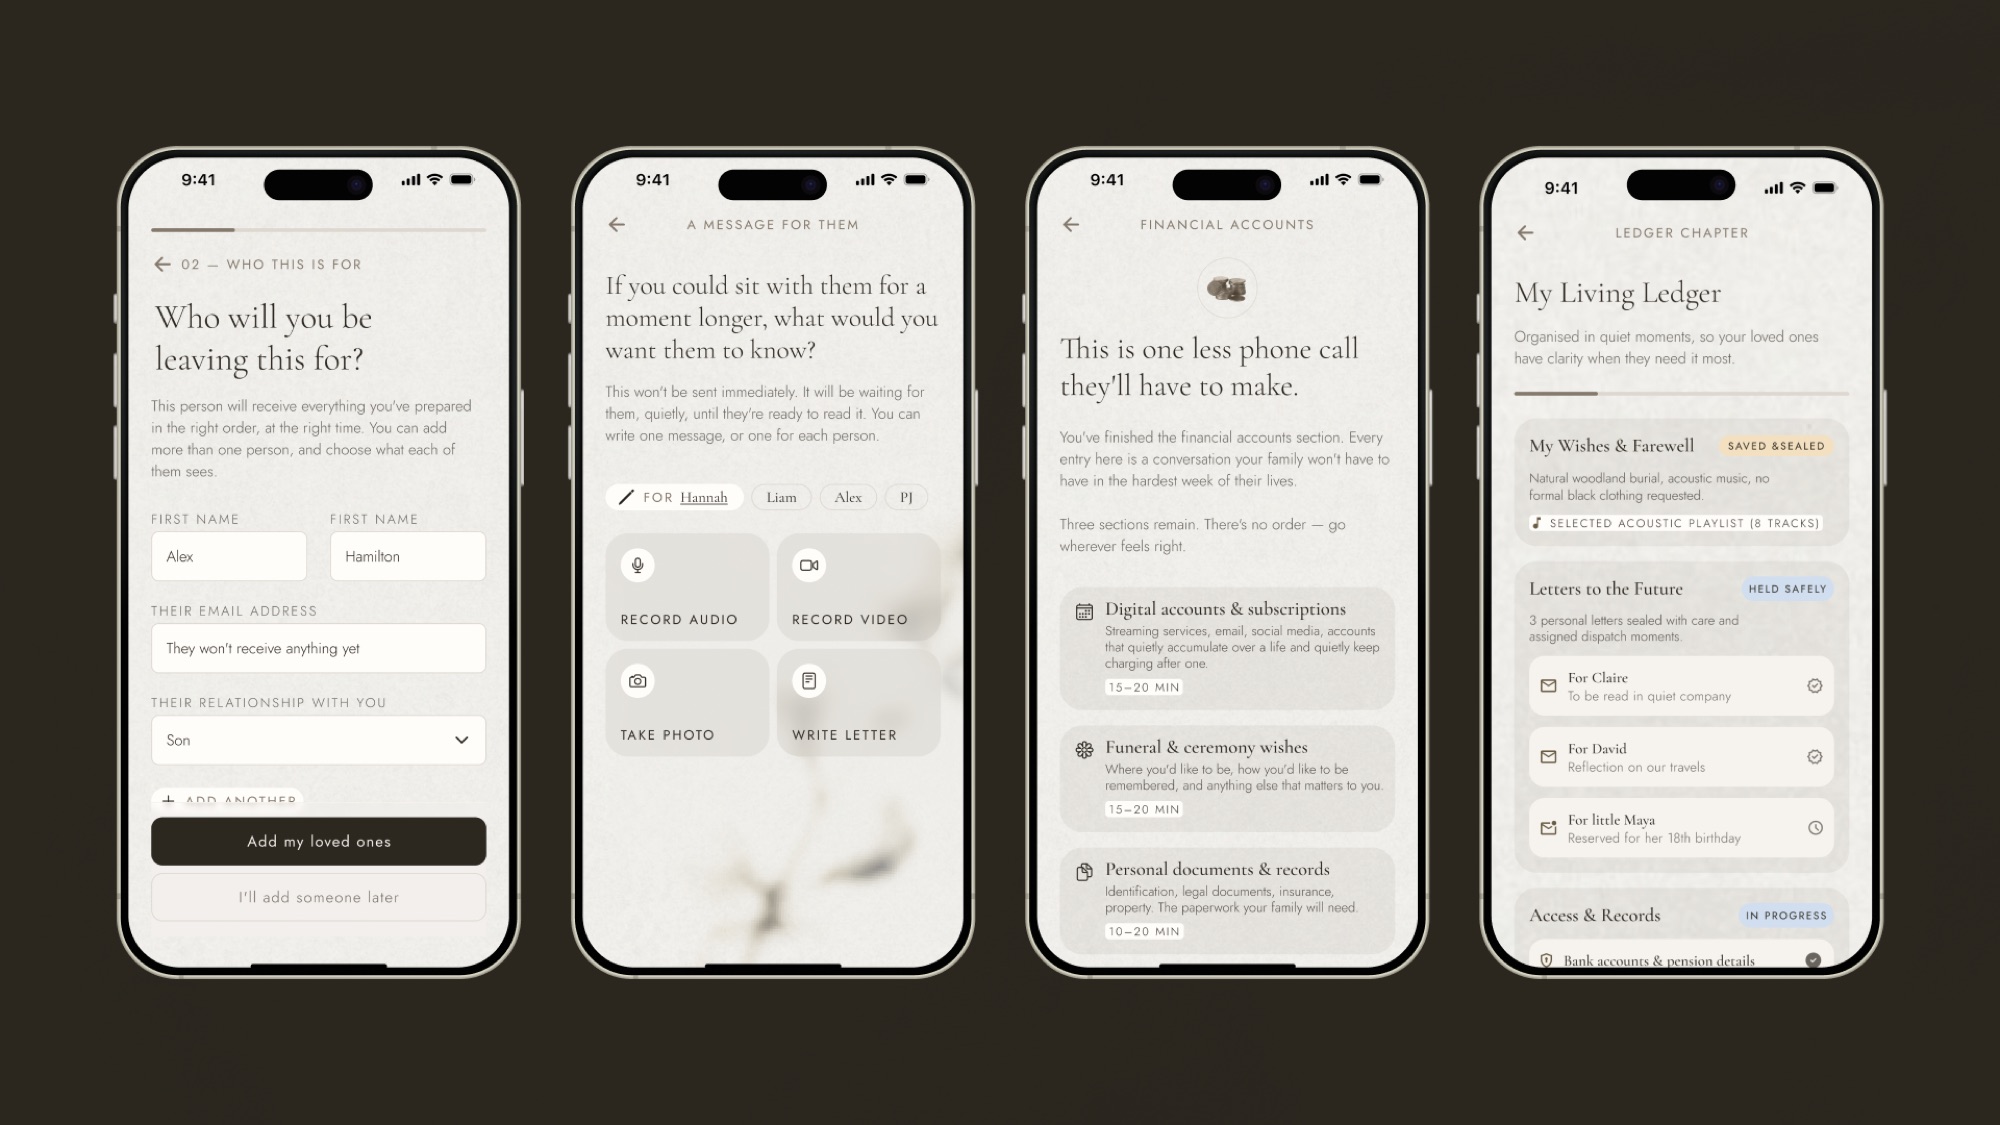 9:41
02 — WHO THIS IS FOR
Who will you be
leaving this for?
This person will receive everything you've prepared
in the right order, at the right time. You can add
more than one person, and choose what each of
them sees.
FIRST NAME
FIRST NAME
Alex
Hamilton
THEIR EMAIL ADDRESS
They won't receive anything yet
THEIR RELATIONSHIP WITH YOU
Son
+ ADD ANOTHER
Add my loved ones
I'll add someone later
9:41
A MESSAGE FOR THEM
If you could sit with them for a
moment longer, what would you
want them to know?
This won't be sent immediately. It will be waiting for
them, quietly, until they're ready to read it. You can
write one message, or one for each person.
FOR Hannah
Liam
Alex
PJ
RECORD AUDIO
RECORD VIDEO
TAKE PHOTO
WRITE LETTER
9:41
FINANCIAL ACCOUNTS
This is one less phone call
they'll have to make.
You've finished the financial accounts section. Every
entry here is a conversation your family won't have to
have in the hardest week of their lives.
Three sections remain. There's no order — go
wherever feels right.
Digital accounts & subscriptions
Streaming services, email, social media, accounts
that quietly accumulate over a life and quietly keep
charging after one.
15–20 MIN
Funeral & ceremony wishes
Where you'd like to be, how you'd like to be
remembered, and anything else that matters to you.
15–20 MIN
Personal documents & records
Identification, legal documents, insurance,
property. The paperwork your family will need.
10–20 MIN
9:41
LEDGER CHAPTER
My Living Ledger
Organised in quiet moments, so your loved ones
have clarity when they need it most.
My Wishes & Farewell
SAVED &SEALED
Natural woodland burial, acoustic music, no
formal black clothing requested.
SELECTED ACOUSTIC PLAYLIST (8 TRACKS)
Letters to the Future
HELD SAFELY
3 personal letters sealed with care and
assigned dispatch moments.
For Claire
To be read in quiet company
For David
Reflection on our travels
For little Maya
Reserved for her 18th birthday
Access & Records
IN PROGRESS
Bank accounts & pension details